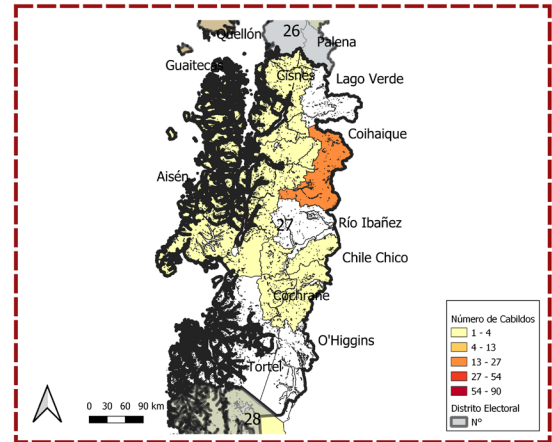 26
Quellón
Palena
Guaitecas
Cisnes
Lago Verde
Coihaique
Aisén
27
Río Ibañez
Chile Chico
Cochrane
O'Higgins
Tortel
28
0 30 60 90 km
Número de Cabildos
1 - 4
4 - 13
13 - 27
27 - 54
54 - 90
Distrito Electoral
N°